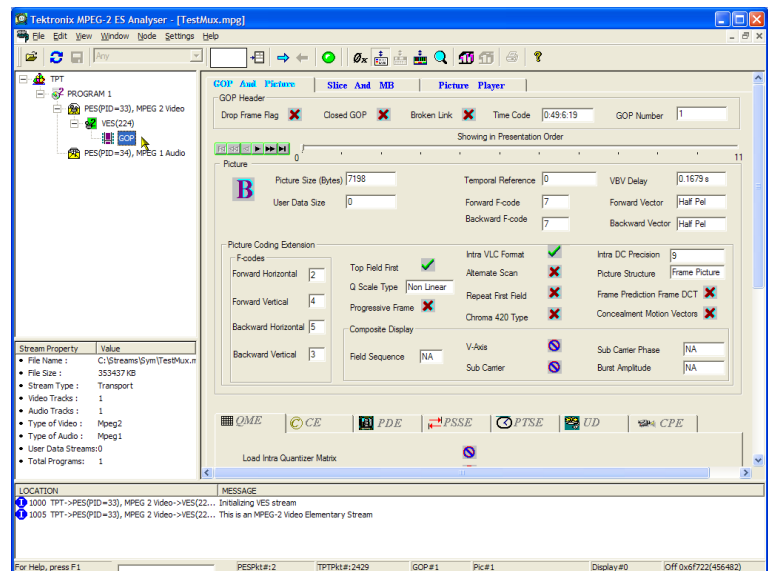 Tektronix MPEG-2 ES Analyser - [TestMux.mpg]
File Edit View Window Node Settings Help
Any
TPT
PROGRAM 1
PES(PID=33), MPEG 2 Video
VES(224)
GOP
PES(PID=34), MPEG 1 Audio
GOP And Picture Slice And MB Picture Player
GOP Header
Drop Frame Flag Closed GOP Broken Link Time Code 0:49:6:19 GOP Number 1
Showing in Presentation Order
0 11
Picture
B
Picture Size (Bytes) 7198 Temporal Reference 0 VBV Delay 0.1679 s
User Data Size 0 Forward F-code 7 Forward Vector Half Pel
Backward F-code 7 Backward Vector Half Pel
Picture Coding Extension
F-codes
Forward Horizontal 2
Forward Vertical 4
Backward Horizontal 5
Backward Vertical 3
Top Field First
Q Scale Type Non Linear
Progressive Frame
Intra VLC Format
Alternate Scan
Repeat First Field
Chroma 420 Type
Intra DC Precision 9
Picture Structure Frame Picture
Frame Prediction Frame DCT
Concealment Motion Vectors
Composite Display
Field Sequence NA
V-Axis
Sub Carrier
Sub Carrier Phase NA
Burst Amplitude NA
QME CE PDE PSSE PTSE UD CPE
Load Intra Quantizer Matrix
Stream Property Value
File Name : C:\Streams\Sym\TestMux.m
File Size : 353437 KB
Stream Type : Transport
Video Tracks : 1
Audio Tracks : 1
Type of Video : Mpeg2
Type of Audio : Mpeg1
User Data Streams:0
Total Programs: 1
LOCATION MESSAGE
1000 TPT->PES(PID=33), MPEG 2 Video->VES(22... Initializing VES stream
1005 TPT->PES(PID=33), MPEG 2 Video->VES(22... This is an MPEG-2 Video Elementary Stream
For Help, press F1 PESPkt#:2 TPTPkt#:2429 GOP#1 Pic#1 Display#0 Off 0x6f722(456482)